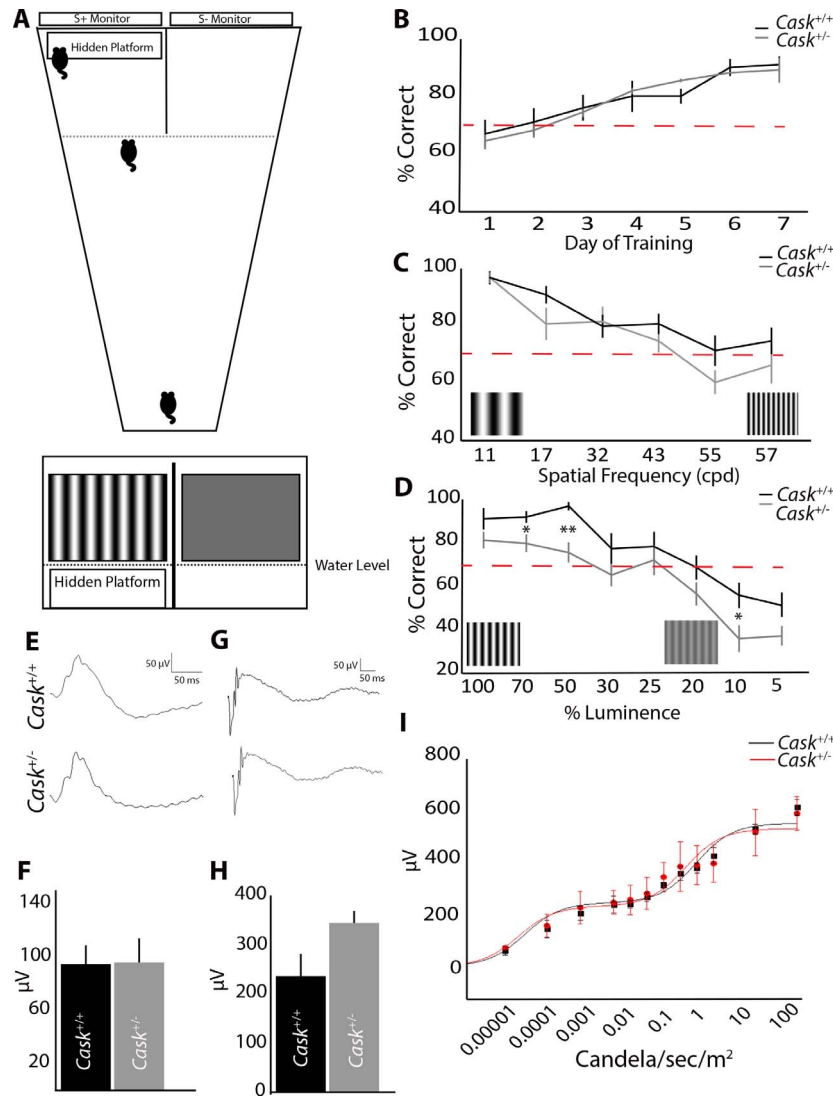 A
S+ Monitor
S- Monitor
Hidden Platform
Hidden Platform
Water Level
B
Cask+/+
Cask+/-
% Correct
100
80
60
40
1 2 3 4 5 6 7
Day of Training
C
Cask+/+
Cask+/-
% Correct
100
80
60
40
11 17 32 43 55 57
Spatial Frequency (cpd)
D
Cask+/+
Cask+/-
% Correct
100
80
60
40
20
* ** *
100 70 50 30 25 20 10 5
% Luminence
E
Cask+/+
Cask+/-
50 µV
50 ms
G
50 µV
50 ms
F
µV
140
100
60
20
Cask+/+
Cask+/-
H
µV
400
300
200
100
0
Cask+/+
Cask+/-
I
Cask+/+
Cask+/-
µV
800
600
400
200
0
0.00001 0.0001 0.001 0.01 0.1 1 10 100
Candela/sec/m²